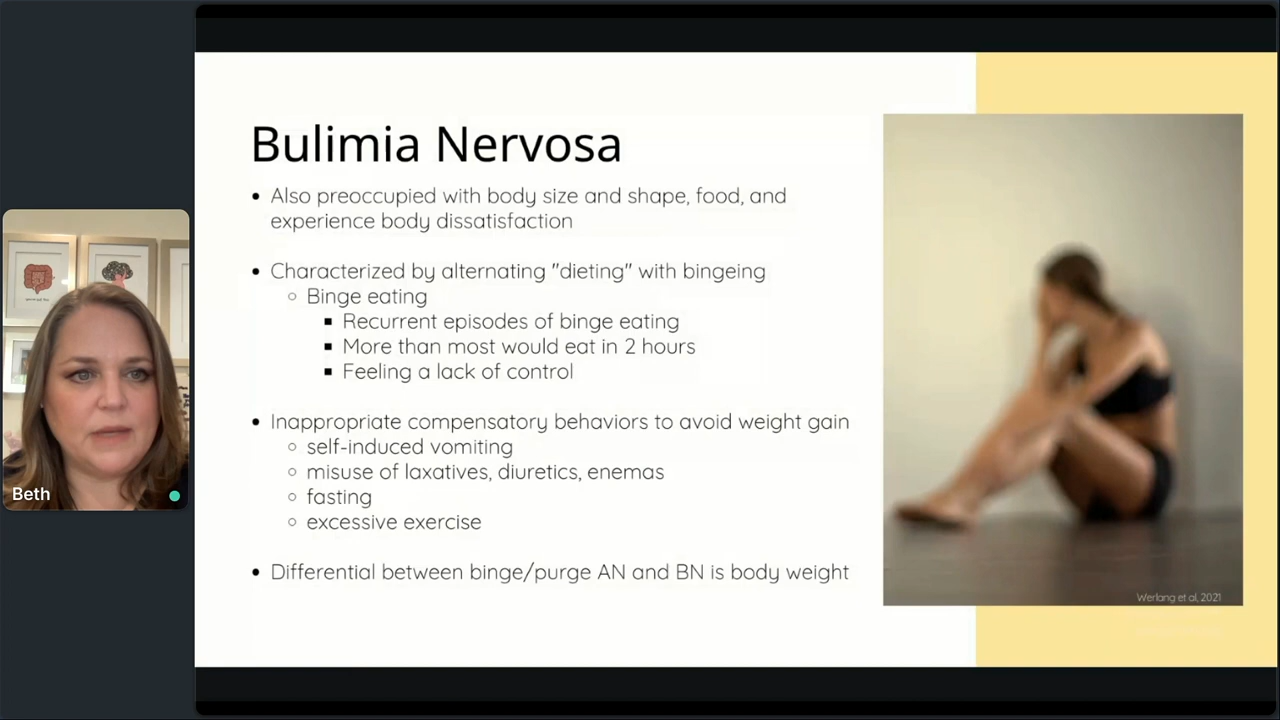 Bulimia Nervosa
• Also preoccupied with body size and shape, food, and
experience body dissatisfaction
• Characterized by alternating "dieting" with bingeing
○ Binge eating
▪ Recurrent episodes of binge eating
▪ More than most would eat in 2 hours
▪ Feeling a lack of control
• Inappropriate compensatory behaviors to avoid weight gain
○ self-induced vomiting
○ misuse of laxatives, diuretics, enemas
○ fasting
○ excessive exercise
• Differential between binge/purge AN and BN is body weight
Werlang et al, 2021
Beth